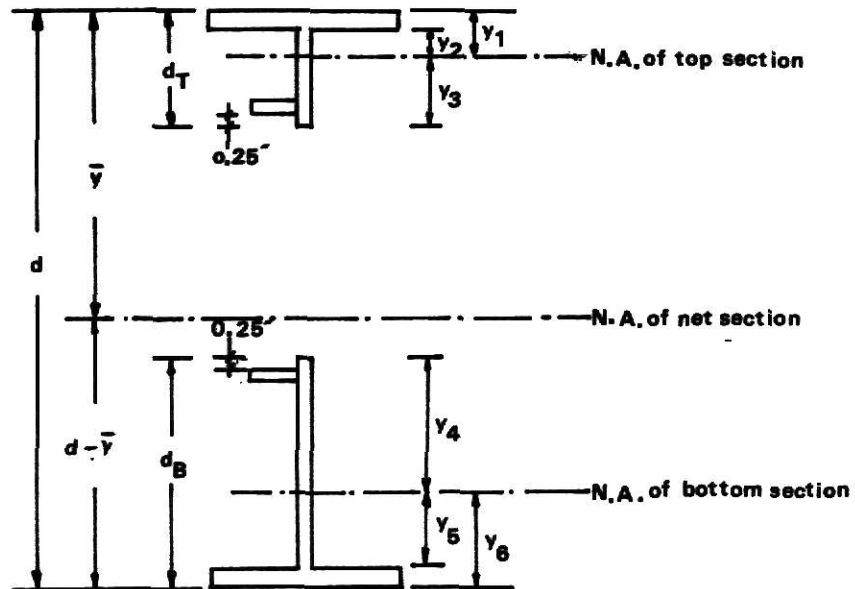 y₁
y₂
N.A. of top section
d_T
y₃
0.25"
ȳ
d
N.A. of net section
0.25"
y₄
d-ȳ
d_B
N.A. of bottom section
y₅
y₆